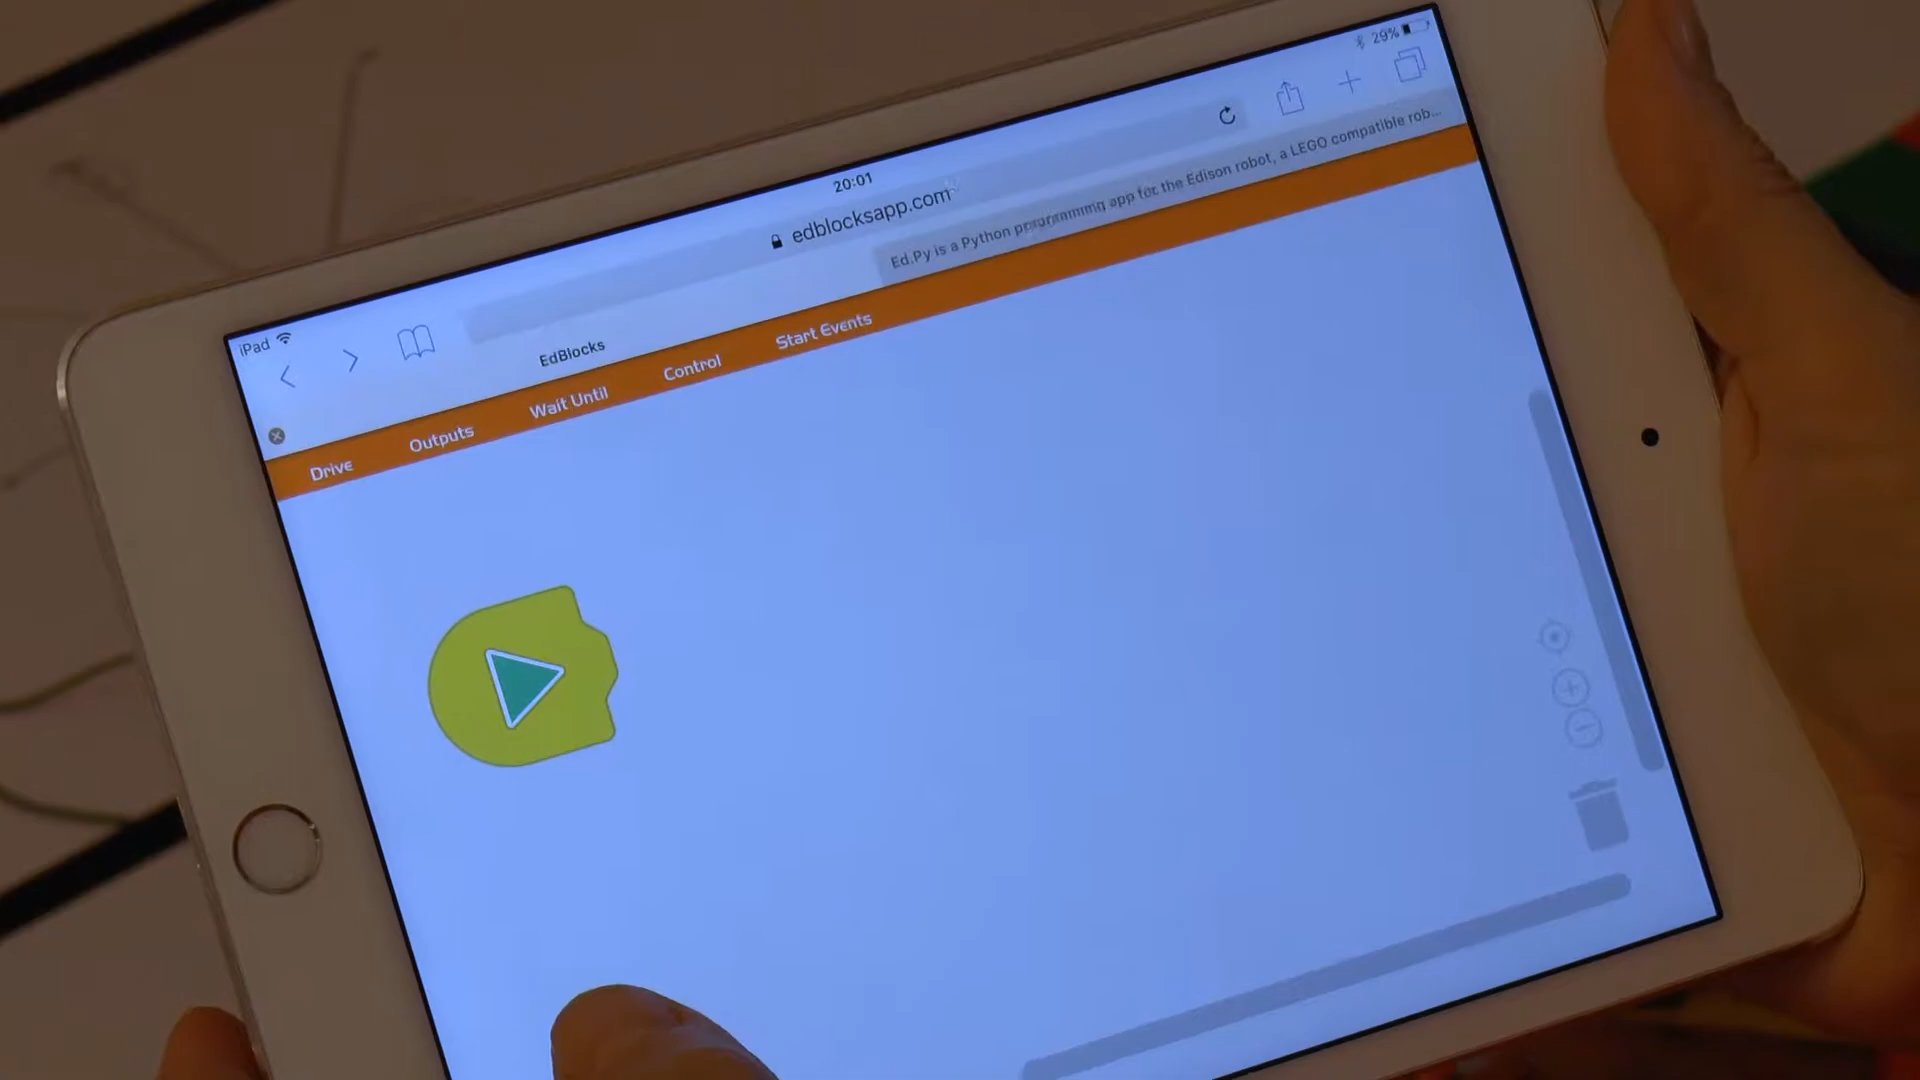 iPad
20:01
29%
edblocksapp.com
EdBlocks
Ed.Py is a Python programming app for the Edison robot, a LEGO compatible rob...
Drive
Outputs
Wait Until
Control
Start Events